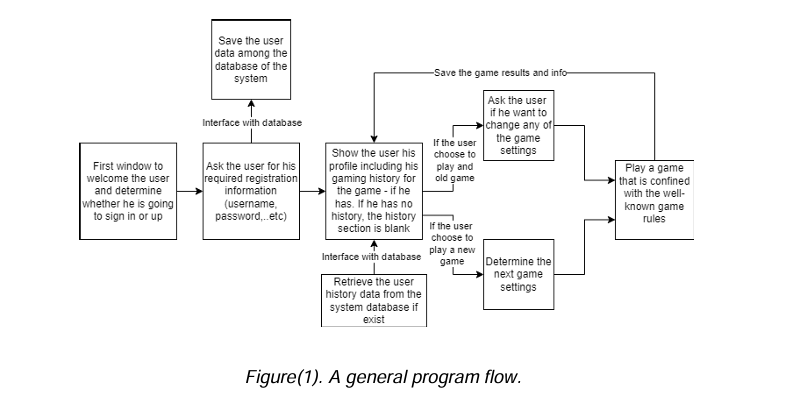 Save the user
data among the
database of the
system
Save the game results and info
Interface with database
First window to
welcome the user
and determine
whether he is going
to sign in or up
Ask the user for his
required registration
information
(username,
password,..etc)
Show the user his
profile including his
gaming history for
the game - if he
has. If he has no
history, the history
section is blank
If the user
choose to
play and
old game
Ask the user
if he want to
change any of
the game
settings
Play a game
that is confined
with the well-
known game
rules
If the user
choose to
play a new
game
Determine the
next game
settings
Interface with database
Retrieve the user
history data from the
system database if
exist
Figure(1). A general program flow.